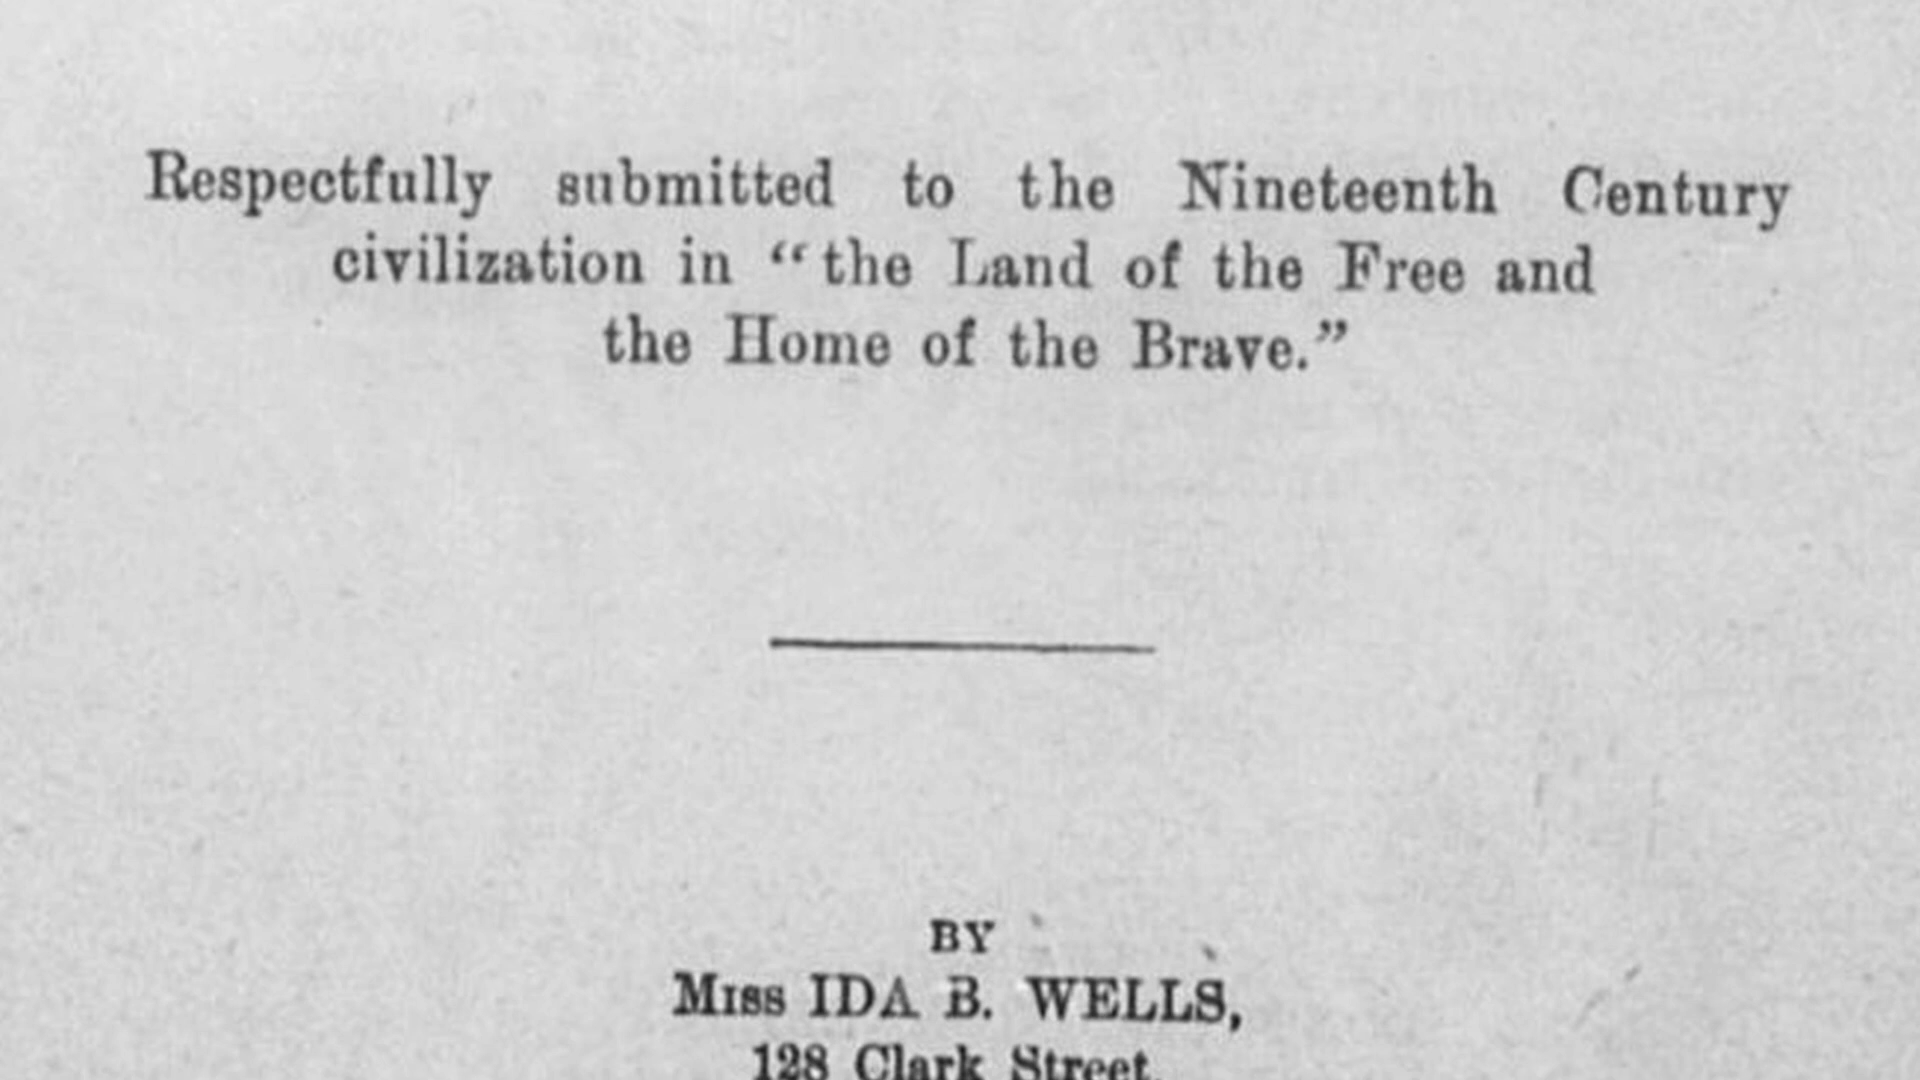 Respectfully submitted to the Nineteenth Century
civilization in “the Land of the Free and
the Home of the Brave.”
BY
Miss IDA B. WELLS,
128 Clark Street,